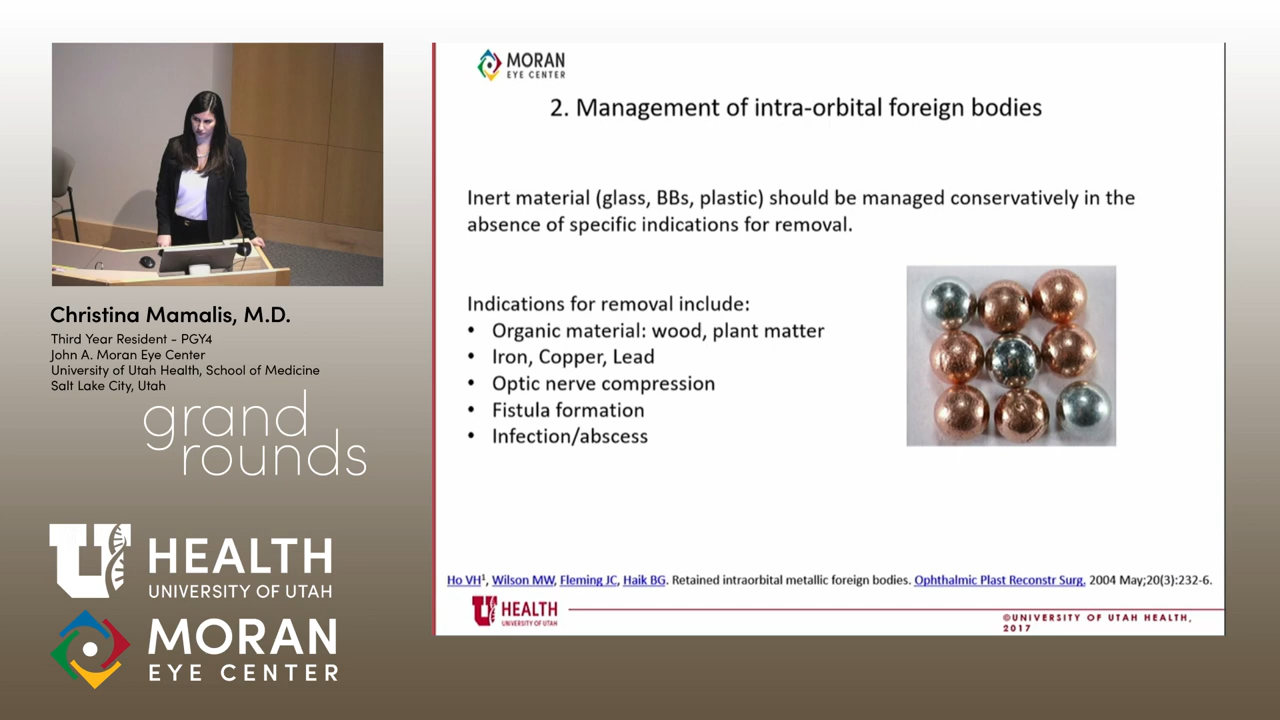 Christina Mamalis, M.D.
Third Year Resident - PGY4
John A. Moran Eye Center
University of Utah Health, School of Medicine
Salt Lake City, Utah
grand
rounds
U HEALTH
UNIVERSITY OF UTAH
MORAN
EYE CENTER
MORAN
EYE CENTER
2. Management of intra-orbital foreign bodies
Inert material (glass, BBs, plastic) should be managed conservatively in the
absence of specific indications for removal.
Indications for removal include:
• Organic material: wood, plant matter
• Iron, Copper, Lead
• Optic nerve compression
• Fistula formation
• Infection/abscess
Ho VH¹, Wilson MW, Fleming JC, Haik BG. Retained intraorbital metallic foreign bodies. Ophthalmic Plast Reconstr Surg. 2004 May;20(3):232-6.
U HEALTH
UNIVERSITY OF UTAH
©UNIVERSITY OF UTAH HEALTH,
2017